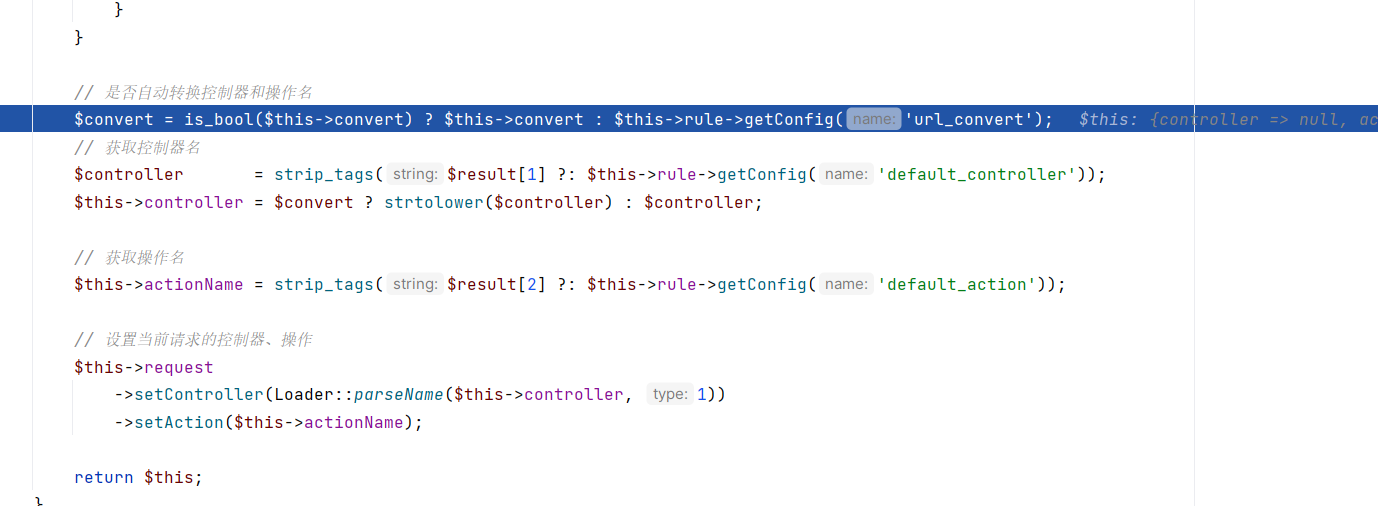 }
}
// 是否自动转换控制器和操作名
$convert = is_bool($this->convert) ? $this->convert : $this->rule->getConfig( name: 'url_convert');   $this: {controller => null, ac
// 获取控制器名
$controller       = strip_tags( string: $result[1] ?: $this->rule->getConfig( name: 'default_controller'));
$this->controller = $convert ? strtolower($controller) : $controller;
// 获取操作名
$this->actionName = strip_tags( string: $result[2] ?: $this->rule->getConfig( name: 'default_action'));
// 设置当前请求的控制器、操作
$this->request
->setController(Loader::parseName($this->controller, type: 1))
->setAction($this->actionName);
return $this;
}